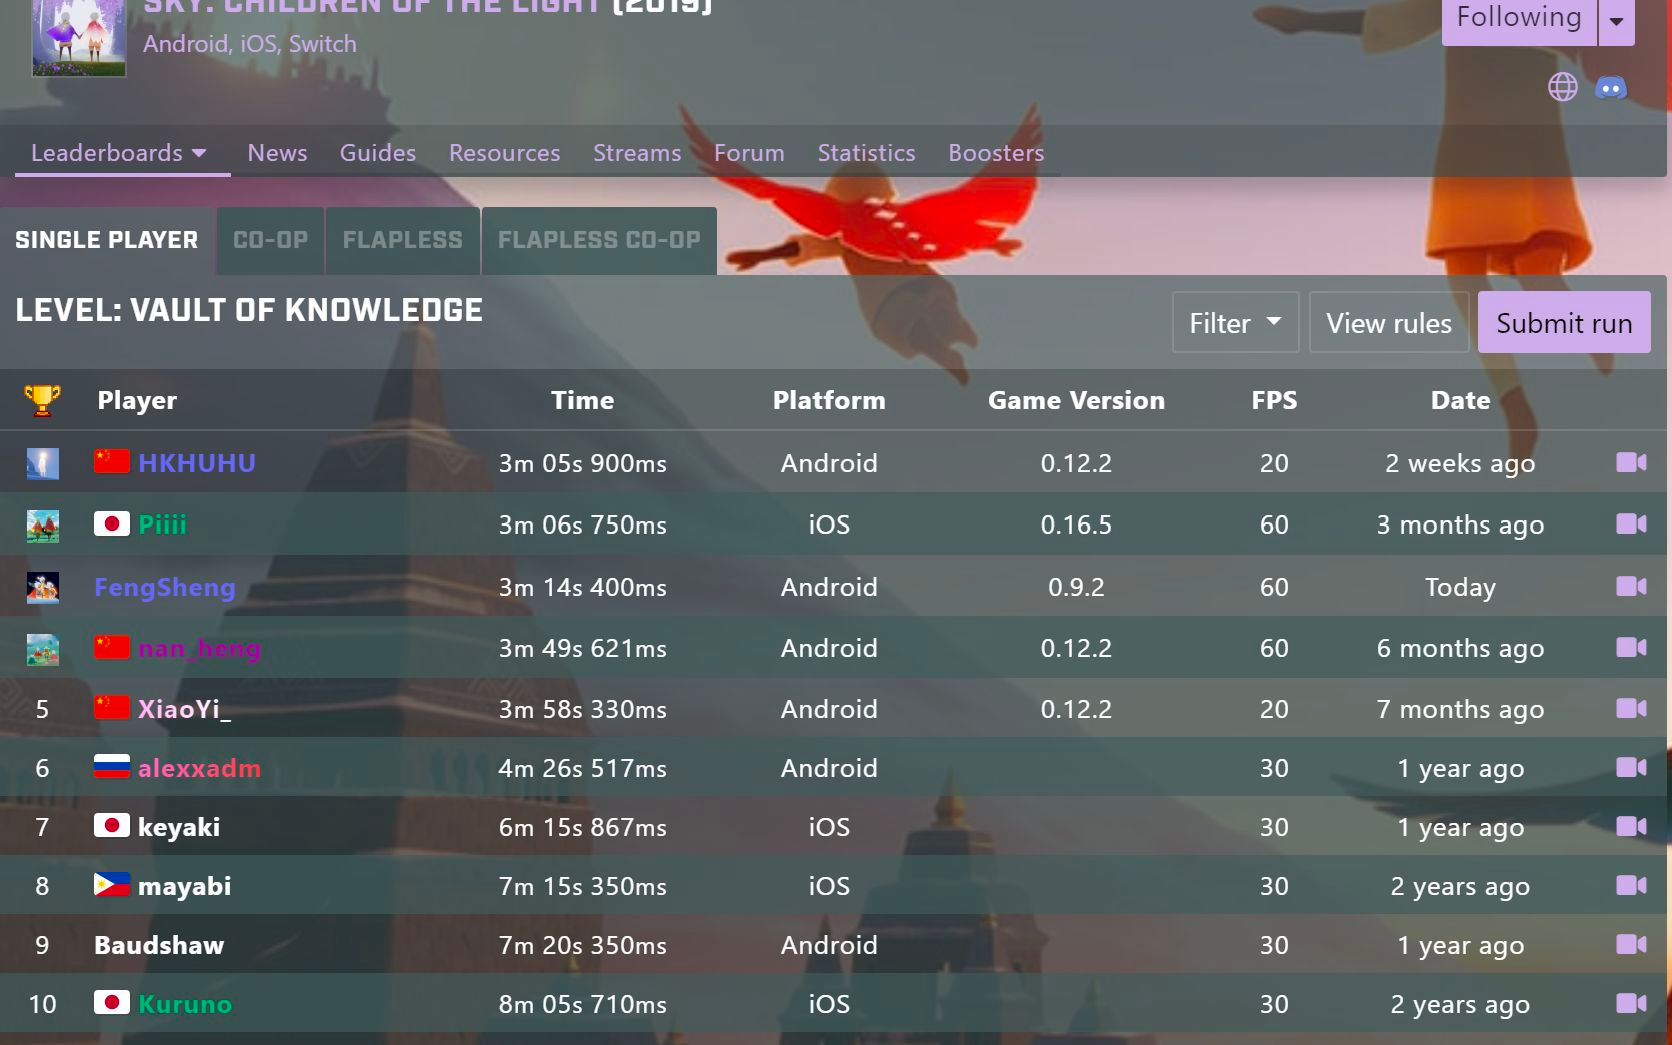 SKY: CHILDREN OF THE LIGHT (2019)
Android, iOS, Switch
Following
Leaderboards News Guides Resources Streams Forum Statistics Boosters
SINGLE PLAYER CO-OP FLAPLESS FLAPLESS CO-OP
LEVEL: VAULT OF KNOWLEDGE
Filter View rules Submit run
Player Time Platform Game Version FPS Date
HKHUHU 3m 05s 900ms Android 0.12.2 20 2 weeks ago
Piiii 3m 06s 750ms iOS 0.16.5 60 3 months ago
FengSheng 3m 14s 400ms Android 0.9.2 60 Today
nan_heng 3m 49s 621ms Android 0.12.2 60 6 months ago
5 XiaoYi_ 3m 58s 330ms Android 0.12.2 20 7 months ago
6 alexxadm 4m 26s 517ms Android 30 1 year ago
7 keyaki 6m 15s 867ms iOS 30 1 year ago
8 mayabi 7m 15s 350ms iOS 30 2 years ago
9 Baudshaw 7m 20s 350ms Android 30 1 year ago
10 Kuruno 8m 05s 710ms iOS 30 2 years ago